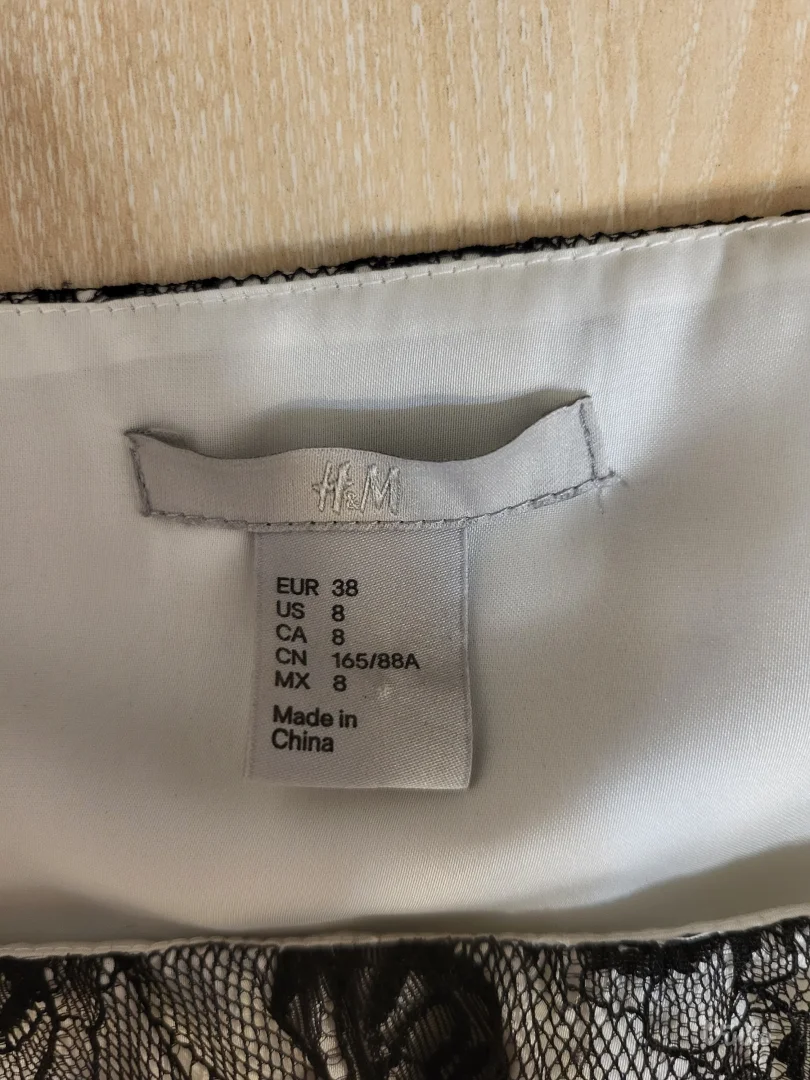 H&M
EUR 38
US 8
CA 8
CN 165/88A
MX 8
Made in
China